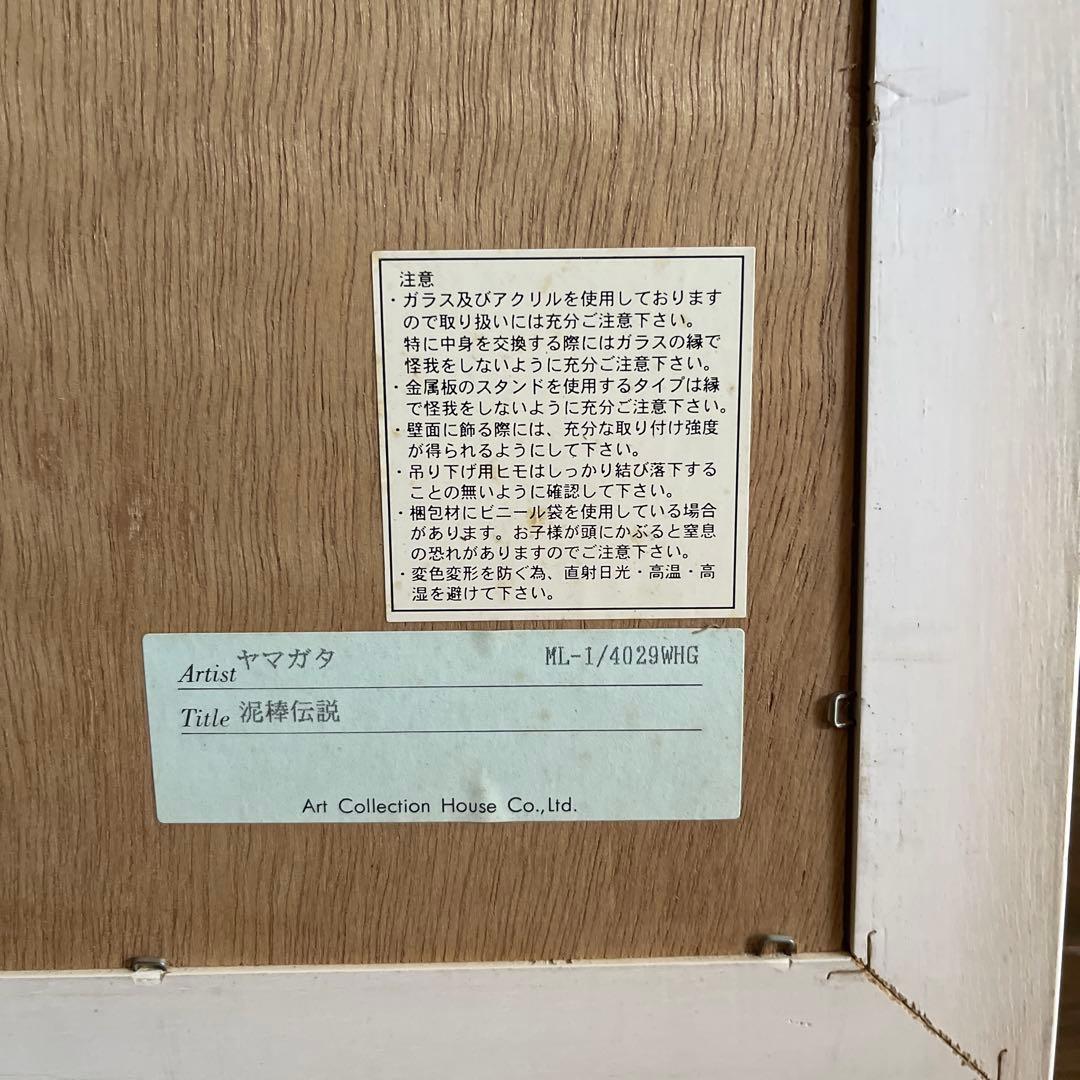 注意
・ガラス及びアクリルを使用しております
ので取り扱いには充分ご注意下さい。
特に中身を交換する際にはガラスの縁で
怪我をしないように充分ご注意下さい。
・金属板のスタンドを使用するタイプは縁
で怪我をしないように充分ご注意下さい。
・壁面に飾る際には、充分な取り付け強度
が得られるようにして下さい。
・吊り下げ用ヒモはしっかり結び落下する
ことの無いように確認して下さい。
・梱包材にビニール袋を使用している場合
があります。お子様が頭にかぶると窒息
の恐れがありますのでご注意下さい。
・変色変形を防ぐ為、直射日光・高温・高
湿を避けて下さい。
Artist ヤマガタ ML-1/4029WHG
Title 泥棒伝説
Art Collection House Co.,Ltd.